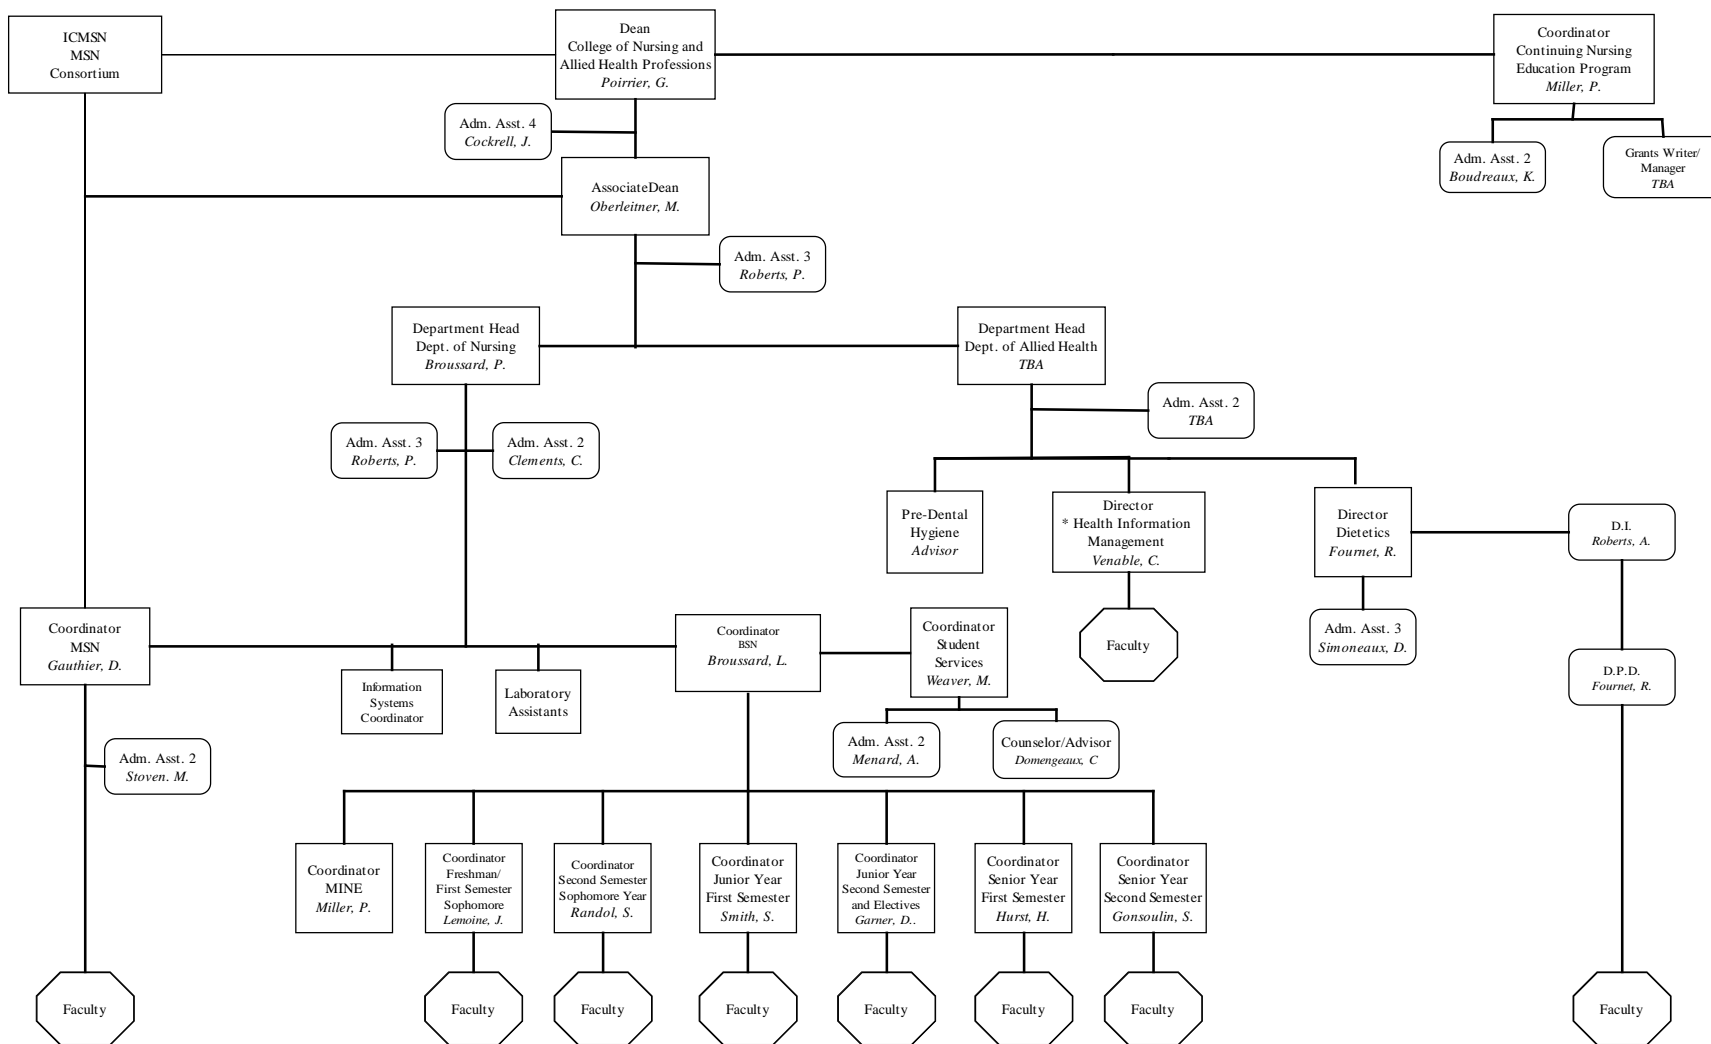 ICMSN
MSN
Consortium
Dean
College of Nursing and
Allied Health Professions
Poirrier, G.
Coordinator
Continuing Nursing
Education Program
Miller, P.
Adm. Asst. 4
Cockrell, J.
Adm. Asst. 2
Boudreaux, K.
Grants Writer/
Manager
TBA
AssociateDean
Oberleitner, M.
Adm. Asst. 3
Roberts, P.
Department Head
Dept. of Nursing
Broussard, P.
Department Head
Dept. of Allied Health
TBA
Adm. Asst. 2
TBA
Adm. Asst. 3
Roberts, P.
Adm. Asst. 2
Clements, C.
Pre-Dental
Hygiene
Advisor
Director
* Health Information
Management
Venable, C.
Director
Dietetics
Fournet, R.
D.I.
Roberts, A.
Coordinator
MSN
Gauthier, D.
Information
Systems
Coordinator
Laboratory
Assistants
Coordinator
BSN
Broussard, L.
Coordinator
Student
Services
Weaver, M.
Faculty
Adm. Asst. 3
Simoneaux, D.
D.P.D.
Fournet, R.
Adm. Asst. 2
Stoven. M.
Adm. Asst. 2
Menard, A.
Counselor/Advisor
Domengeaux, C
Coordinator
MINE
Miller, P.
Coordinator
Freshman/
First Semester
Sophomore
Lemoine, J.
Coordinator
Second Semester
Sophomore Year
Randol, S.
Coordinator
Junior Year
First Semester
Smith, S.
Coordinator
Junior Year
Second Semester
and Electives
Garner, D..
Coordinator
Senior Year
First Semester
Hurst, H.
Coordinator
Senior Year
Second Semester
Gonsoulin, S.
Faculty
Faculty
Faculty
Faculty
Faculty
Faculty
Faculty
Faculty